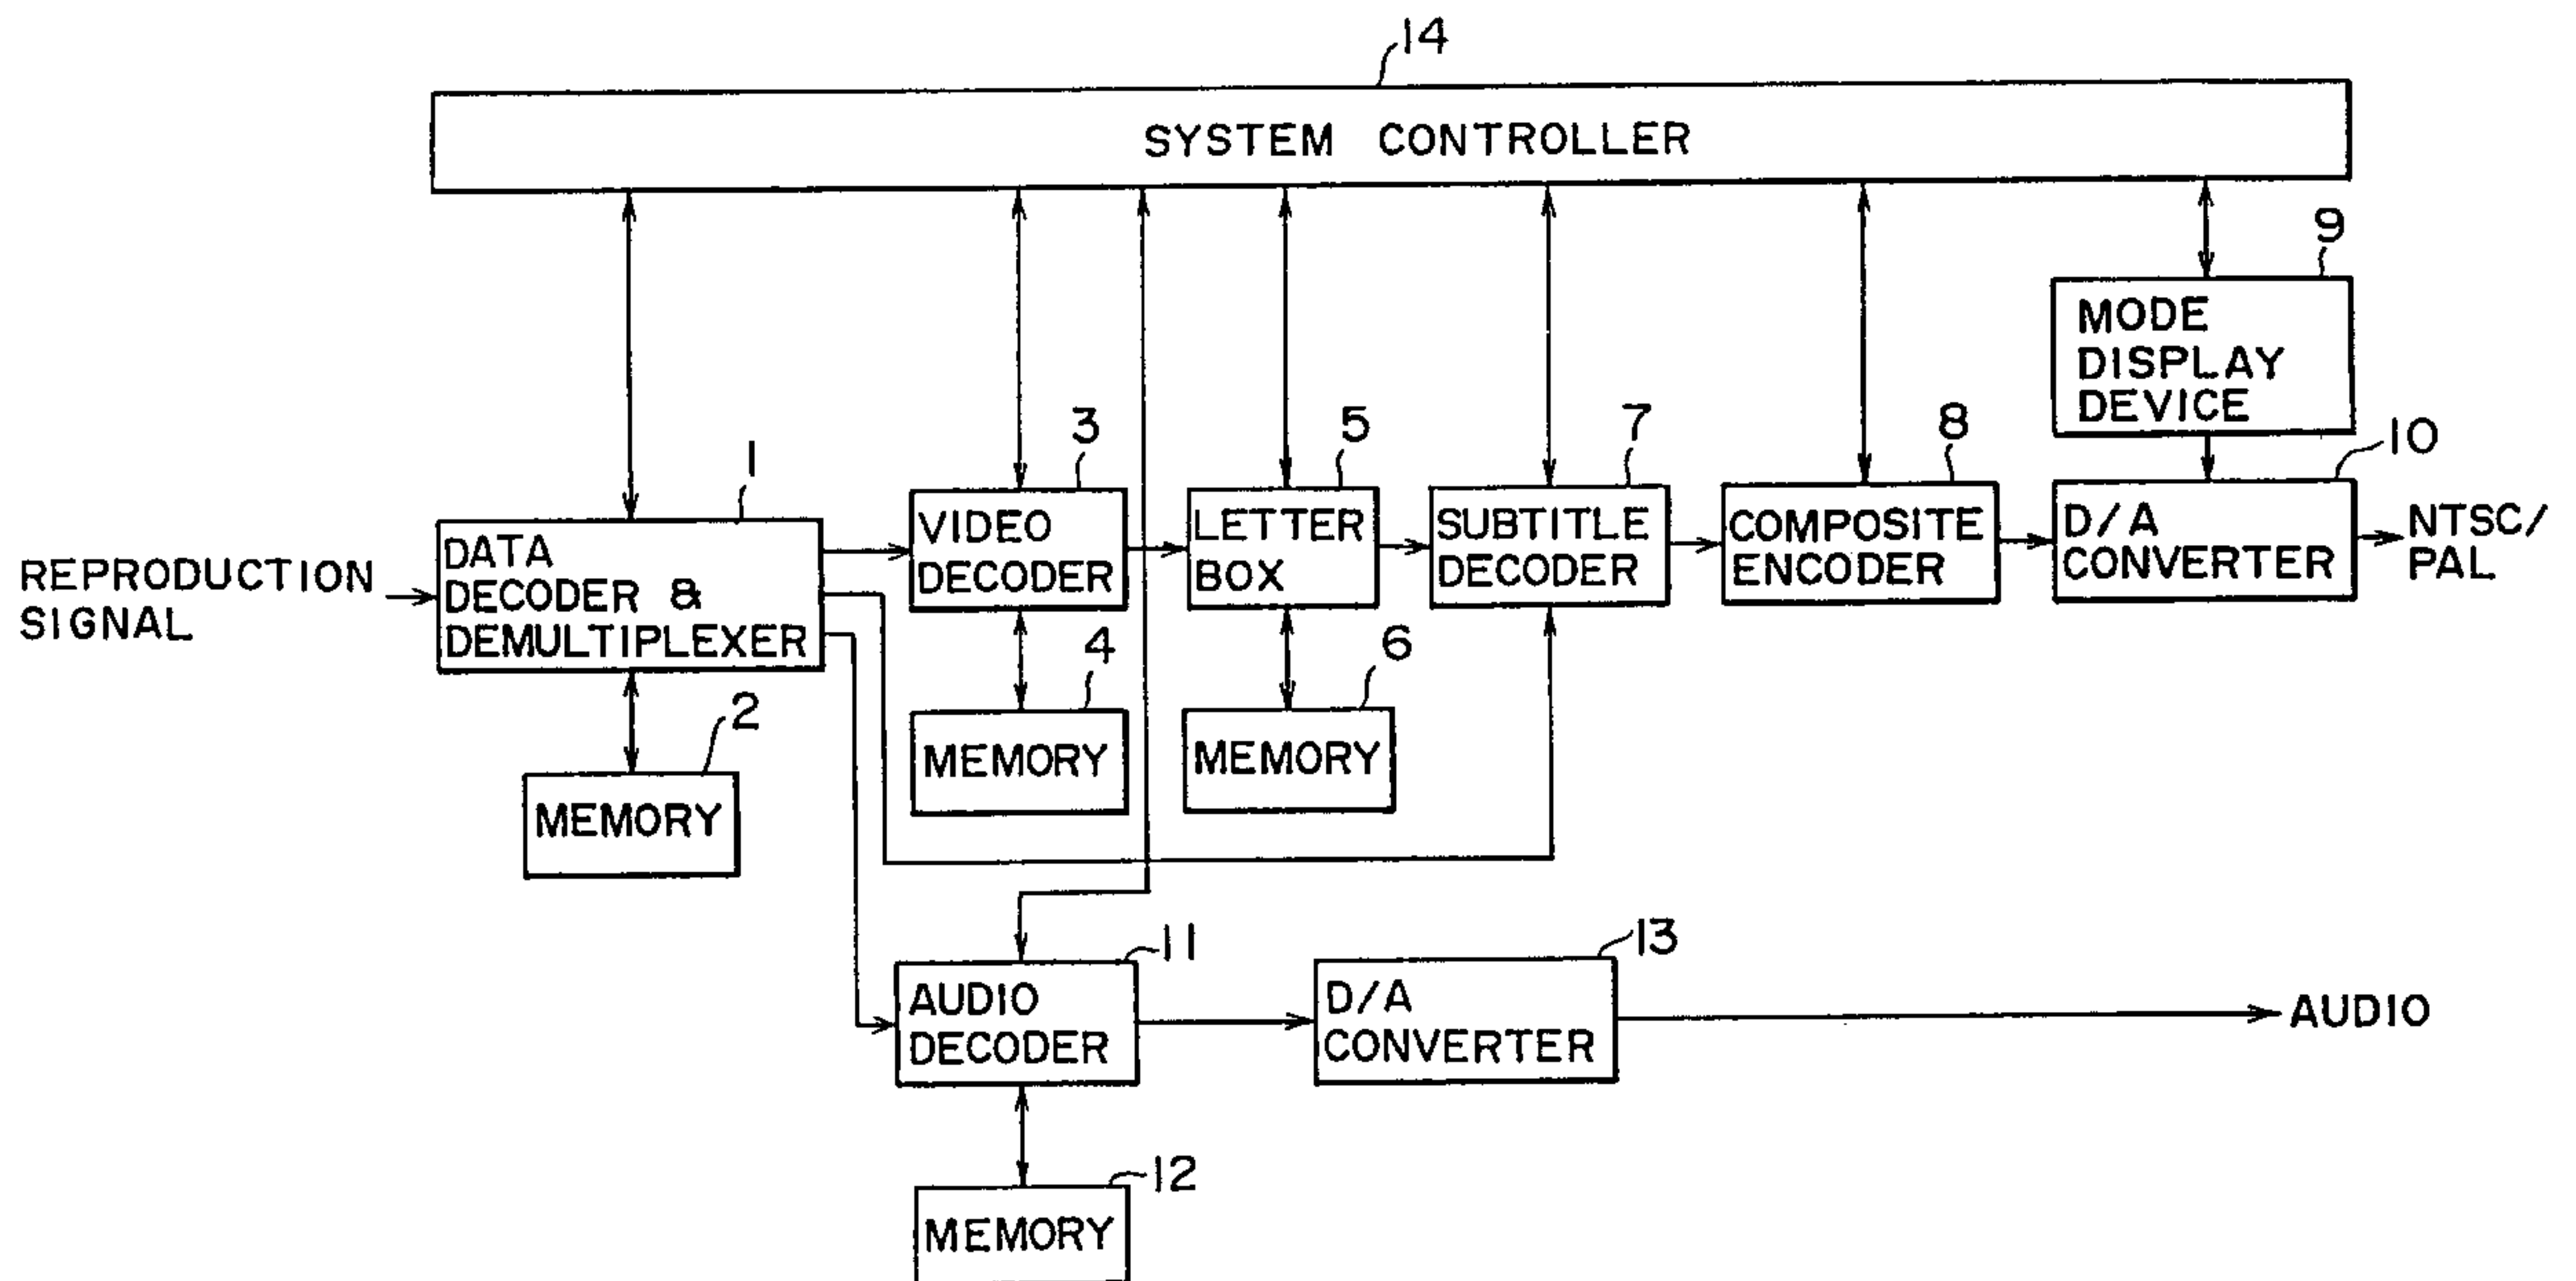 14
SYSTEM CONTROLLER
9
MODE
DISPLAY
DEVICE
1
3
5
7
8
10
REPRODUCTION
SIGNAL
DATA
DECODER &
DEMULTIPLEXER
VIDEO
DECODER
LETTER
BOX
SUBTITLE
DECODER
COMPOSITE
ENCODER
D/A
CONVERTER
NTSC/
PAL
2
MEMORY
4
MEMORY
6
MEMORY
11
AUDIO
DECODER
13
D/A
CONVERTER
AUDIO
12
MEMORY